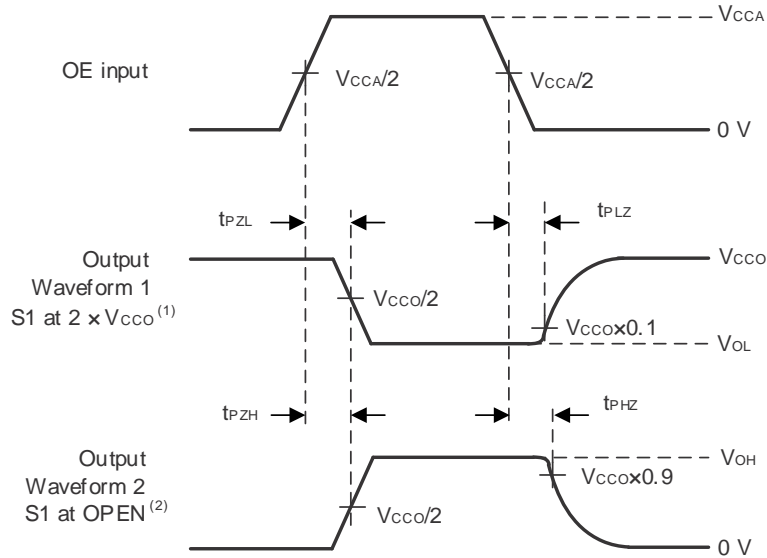 VCCA
OE input
VCCA/2
VCCA/2
0 V
tPZL
tPLZ
Output
Waveform 1
S1 at 2 × VCCO (1)
VCCO
VCCO/2
VCCO×0.1
VOL
tPZH
tPHZ
Output
Waveform 2
S1 at OPEN (2)
VOH
VCCO×0.9
VCCO/2
0 V